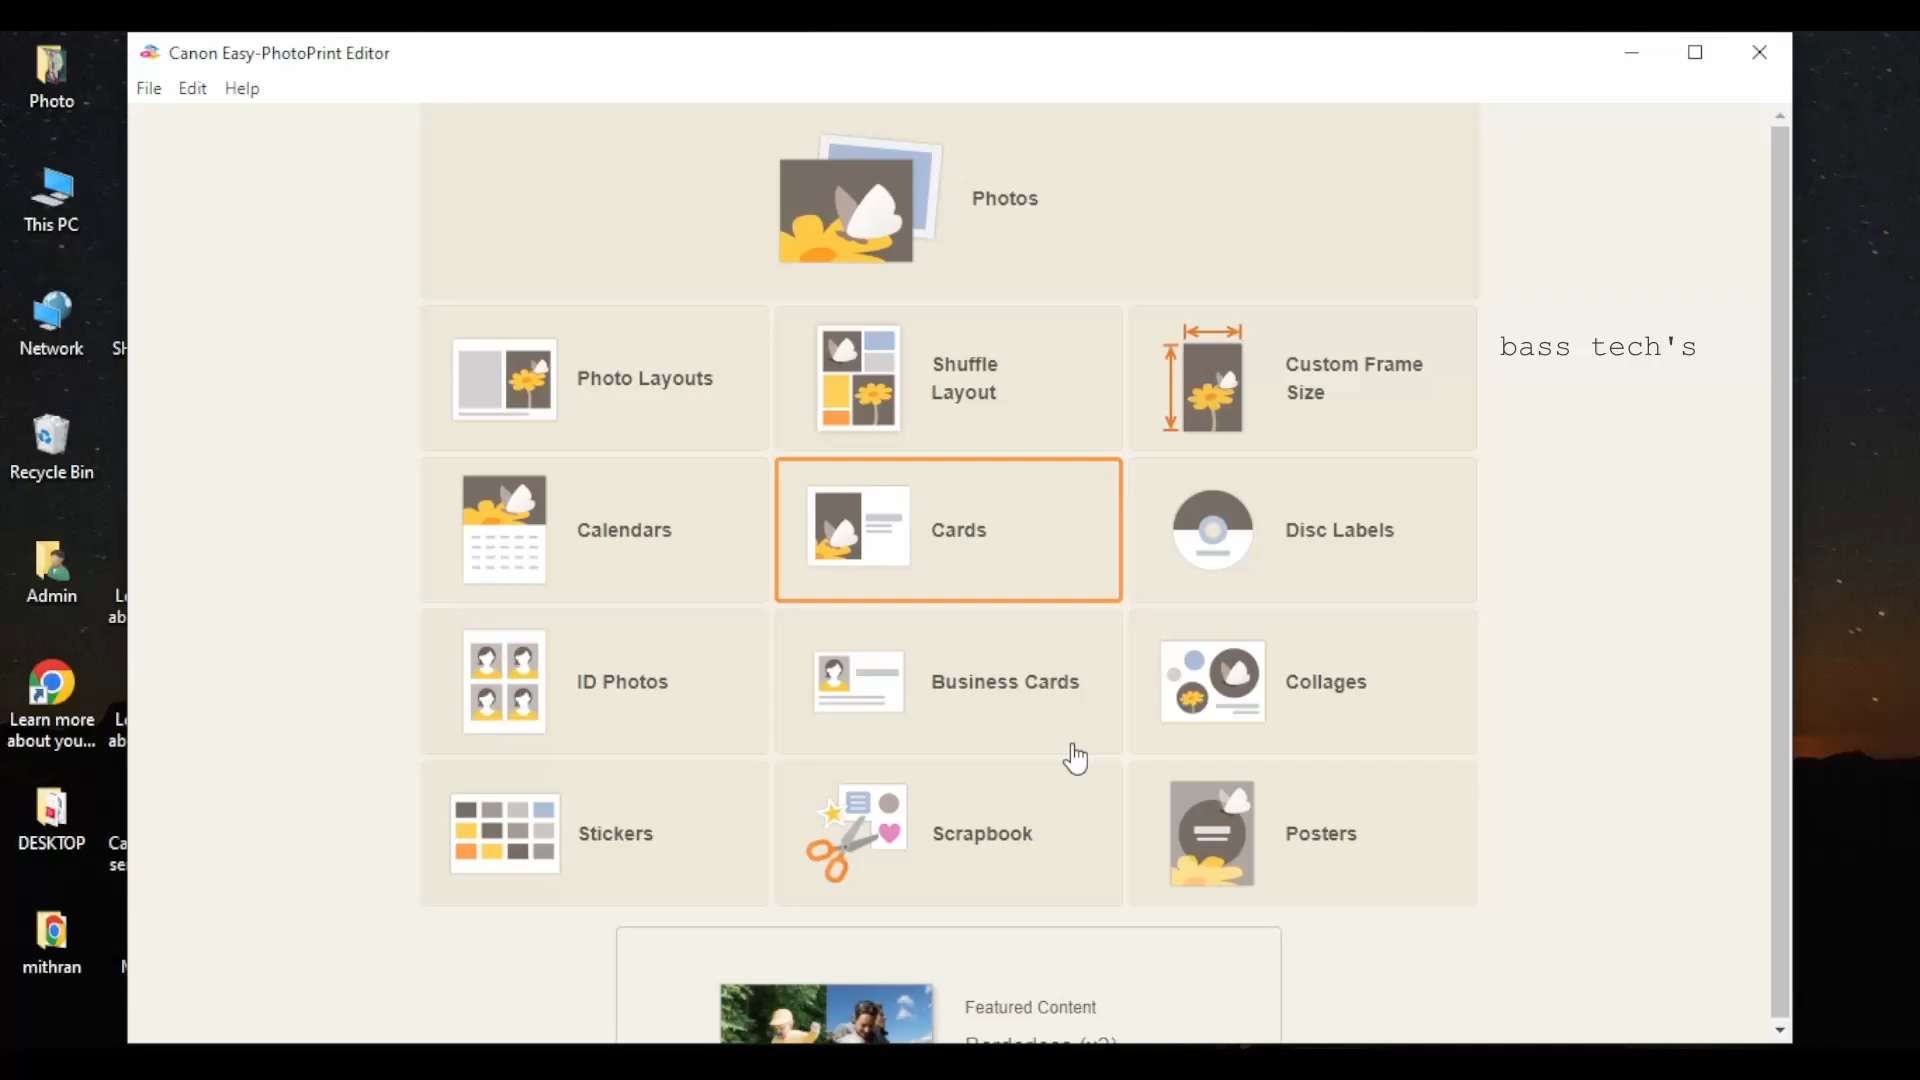 Canon Easy-PhotoPrint Editor
File Edit Help
Photo
This PC
Network
Recycle Bin
Admin
Learn more
about you...
DESKTOP
mithran
Photos
Photo Layouts
Shuffle
Layout
Custom Frame
Size
bass tech's
Calendars
Cards
Disc Labels
ID Photos
Business Cards
Collages
Stickers
Scrapbook
Posters
Featured Content